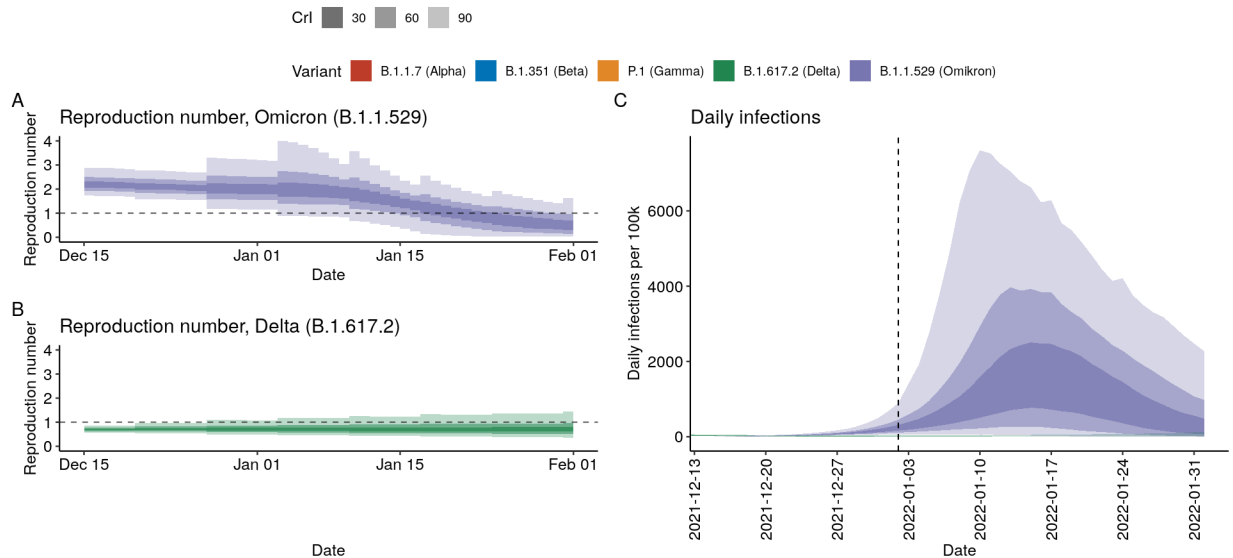 CrI 30 60 90
Variant B.1.1.7 (Alpha) B.1.351 (Beta) P.1 (Gamma) B.1.617.2 (Delta) B.1.1.529 (Omikron)
A
Reproduction number, Omicron (B.1.1.529)
Reproduction number
4
3
2
1
0
Dec 15 Jan 01 Jan 15 Feb 01
Date
B
Reproduction number, Delta (B.1.617.2)
Reproduction number
4
3
2
1
0
Dec 15 Jan 01 Jan 15 Feb 01
Date
C
Daily infections
Daily infections per 100k
6000
4000
2000
0
2021-12-13 2021-12-20 2021-12-27 2022-01-03 2022-01-10 2022-01-17 2022-01-24 2022-01-31
Date